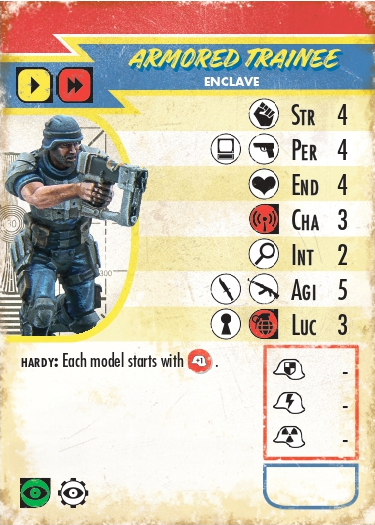 ARMORED TRAINEE
ENCLAVE
STR 4
PER 4
END 4
CHA 3
INT 2
AGI 5
LUC 3
300
HARDY: Each model starts with +1 .
-
-
-